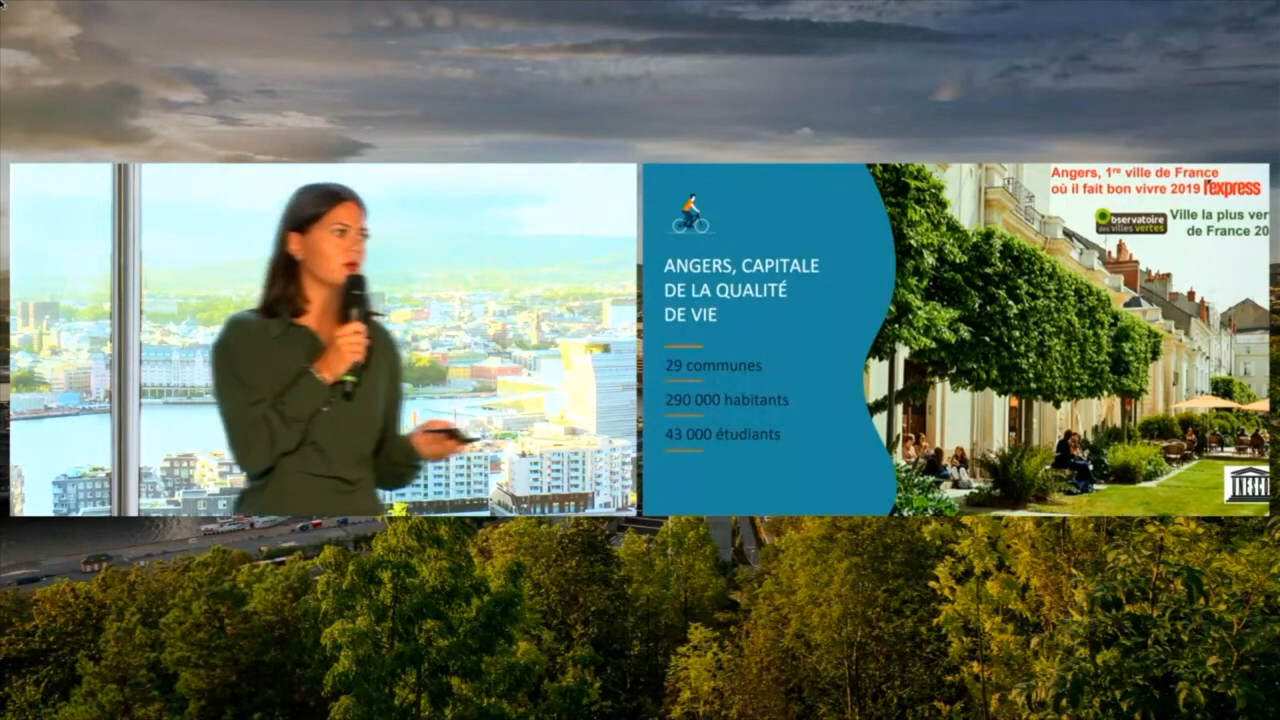 ANGERS, CAPITALE
DE LA QUALITÉ
DE VIE
29 communes
290 000 habitants
43 000 étudiants
Angers, 1re ville de France
où il fait bon vivre 2019 l'express
Observatoire
des villes vertes
Ville la plus ver
de France 20